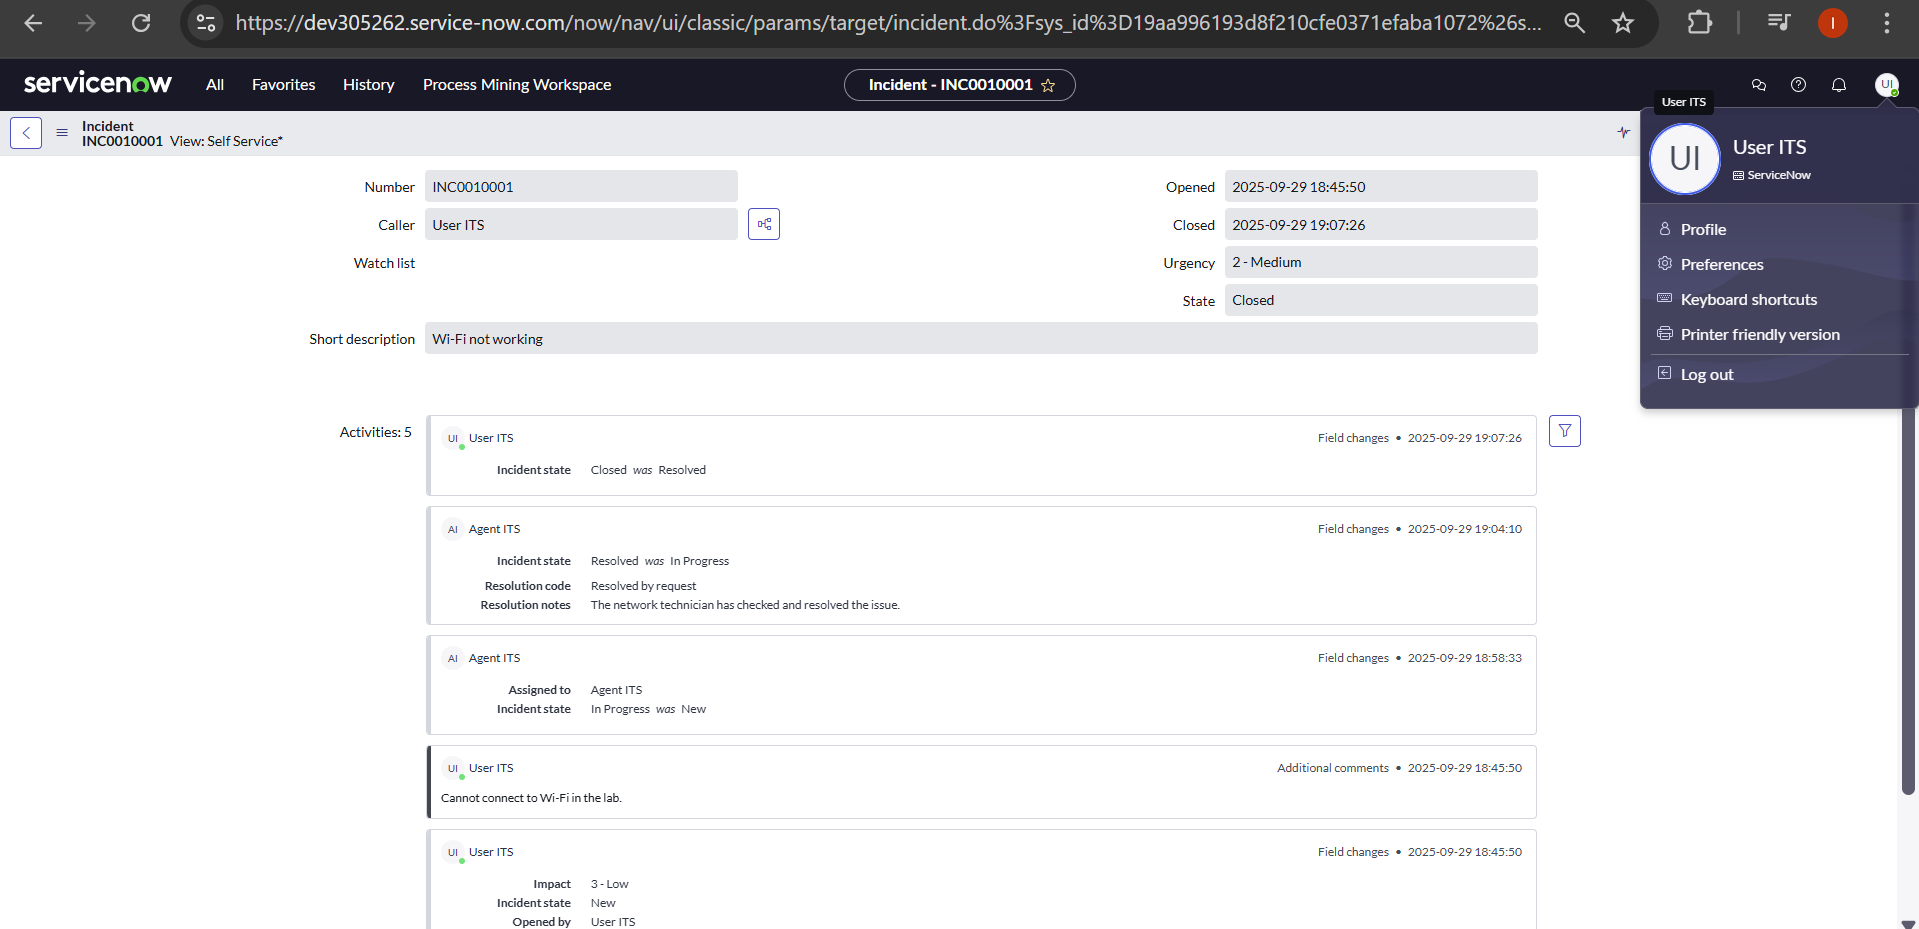 https://dev305262.service-now.com/now/nav/ui/classic/params/target/incident.do%3Fsys_id%3D19aa996193d8f210cfe0371efaba1072%26s...
I
servicenow All Favorites History Process Mining Workspace Incident - INC0010001 UI
User ITS
Incident
INC0010001 View: Self Service*
UI User ITS
ServiceNow
Profile
Preferences
Keyboard shortcuts
Printer friendly version
Log out
Number INC0010001 Opened 2025-09-29 18:45:50
Caller User ITS Closed 2025-09-29 19:07:26
Watch list Urgency 2 - Medium
State Closed
Short description Wi-Fi not working
Activities: 5
UI User ITS Field changes • 2025-09-29 19:07:26
Incident state Closed was Resolved
AI Agent ITS Field changes • 2025-09-29 19:04:10
Incident state Resolved was In Progress
Resolution code Resolved by request
Resolution notes The network technician has checked and resolved the issue.
AI Agent ITS Field changes • 2025-09-29 18:58:33
Assigned to Agent ITS
Incident state In Progress was New
UI User ITS Additional comments • 2025-09-29 18:45:50
Cannot connect to Wi-Fi in the lab.
UI User ITS Field changes • 2025-09-29 18:45:50
Impact 3 - Low
Incident state New
Opened by User ITS